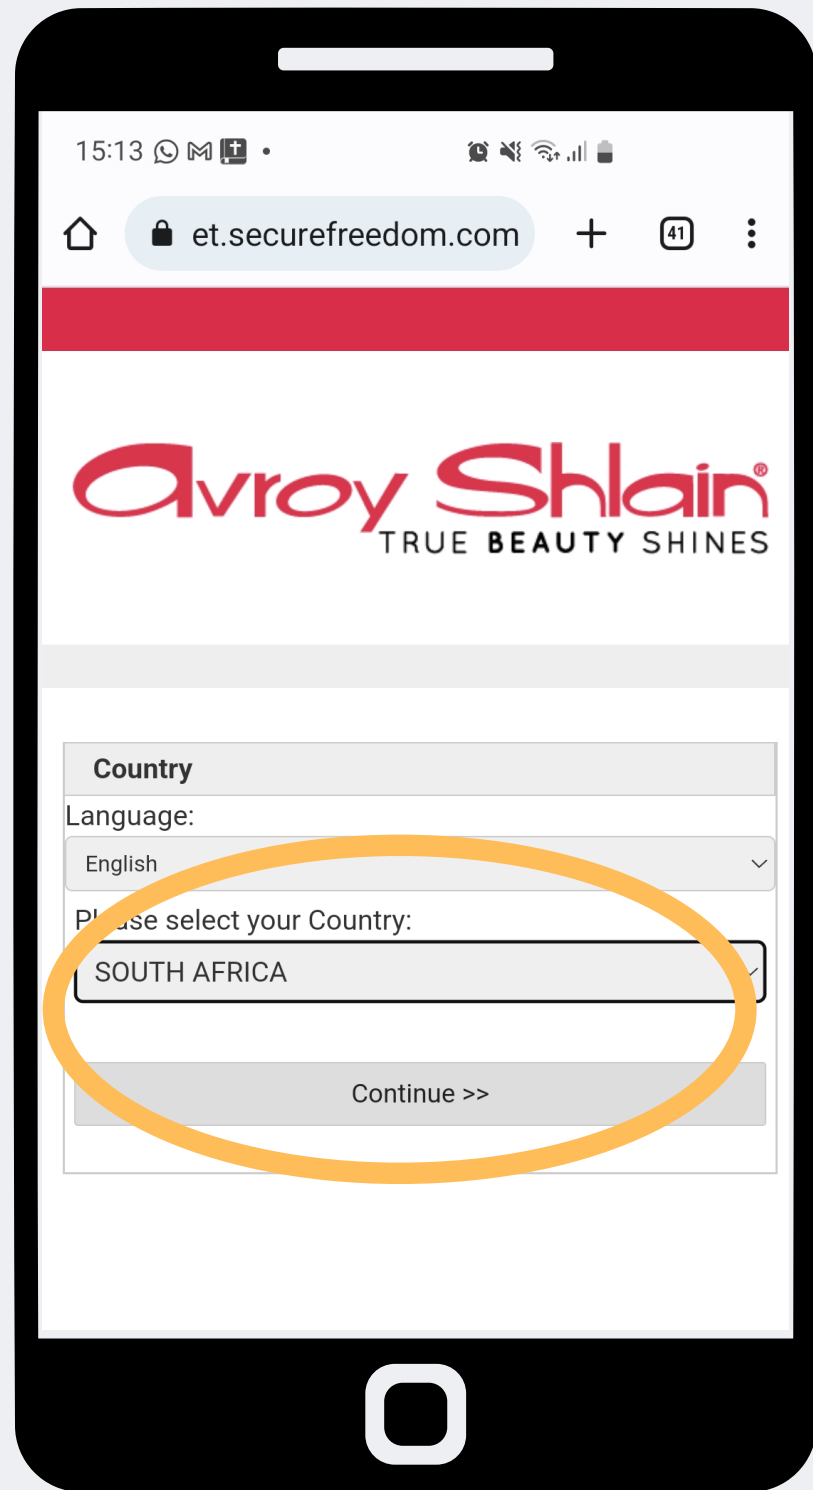 15:13
et.securefreedom.com
41
avroy Shlain®
TRUE BEAUTY SHINES
Country
Language:
English
Please select your Country:
SOUTH AFRICA
Continue >>